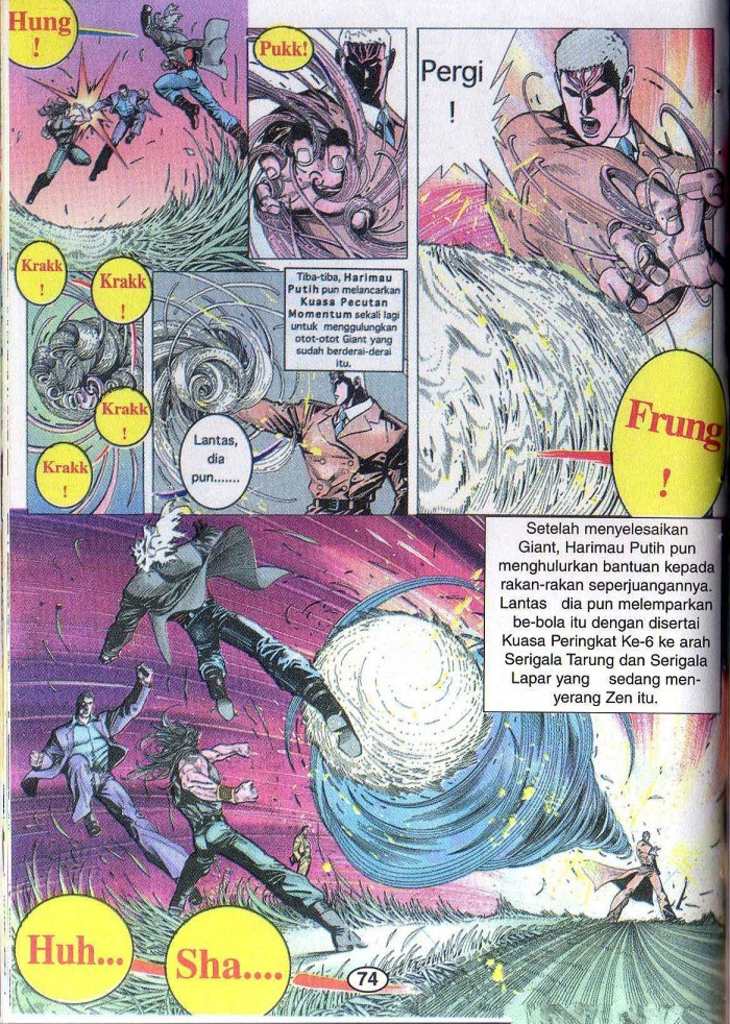 Hung
!
Pukk!
Pergi
!
Krakk
!
Krakk
!
Krakk
!
Krakk
!
Tiba-tiba, Harimau
Putih pun melancarkan
Kuasa Pecutan
Momentum sekali lagi
untuk menggulungkan
otot-otot Giant yang
sudah berderai-derai
itu.
Lantas,
dia
pun.......
Frung
!
Setelah menyelesaikan
Giant, Harimau Putih pun
menghulurkan bantuan kepada
rakan-rakan seperjuangannya.
Lantas dia pun melemparkan
be-bola itu dengan disertai
Kuasa Peringkat Ke-6 ke arah
Serigala Tarung dan Serigala
Lapar yang sedang men-
yerang Zen itu.
Huh...
Sha....
74